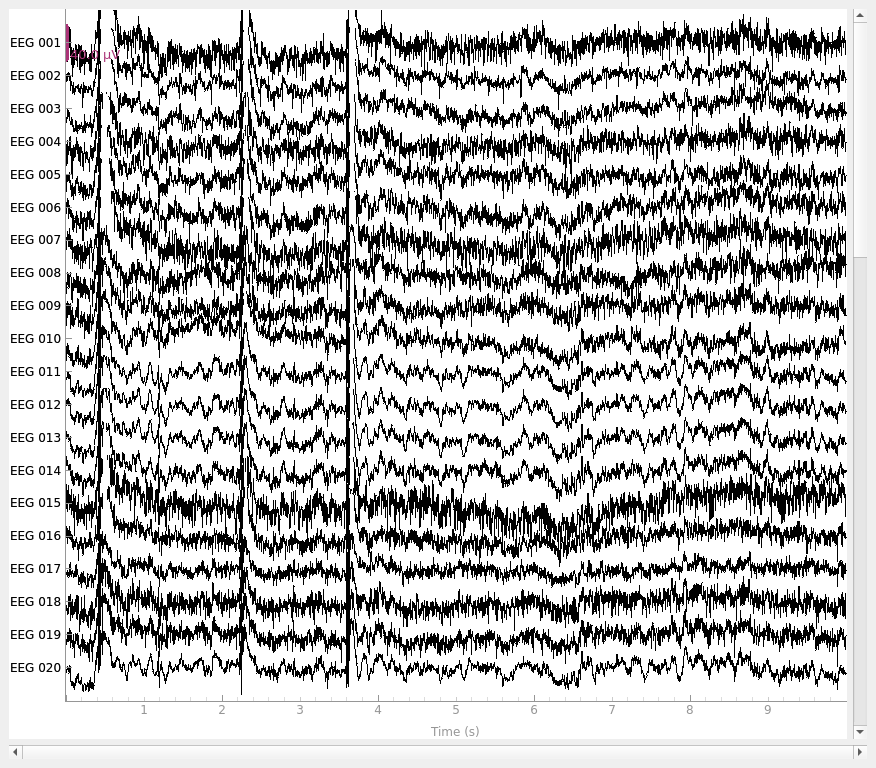 EEG 001
EEG 002
EEG 003
EEG 004
EEG 005
EEG 006
EEG 007
EEG 008
EEG 009
EEG 010
EEG 011
EEG 012
EEG 013
EEG 014
EEG 015
EEG 016
EEG 017
EEG 018
EEG 019
EEG 020
1 2 3 4 5 6 7 8 9
Time (s)